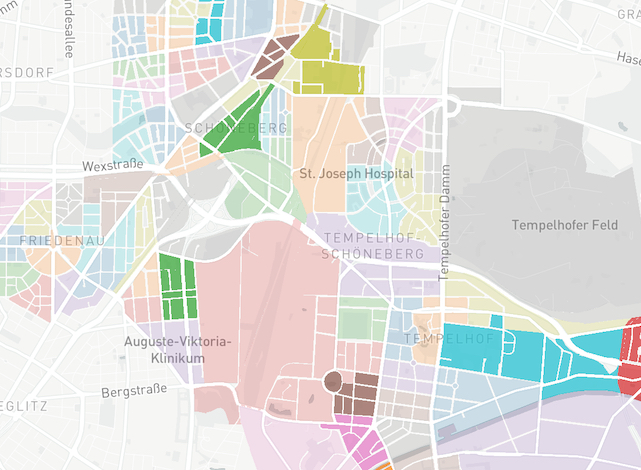 GRA
ndesallee
Hase
RSDORF
SCHÖNEBERG
Wexstraße
St. Joseph Hospital
Tempelhofer Damm
Tempelhofer Feld
FRIEDENAU
TEMPELHOF-
SCHÖNEBERG
TEMPELHOF
Auguste-Viktoria-
Klinikum
Bergstraße
EGLITZ